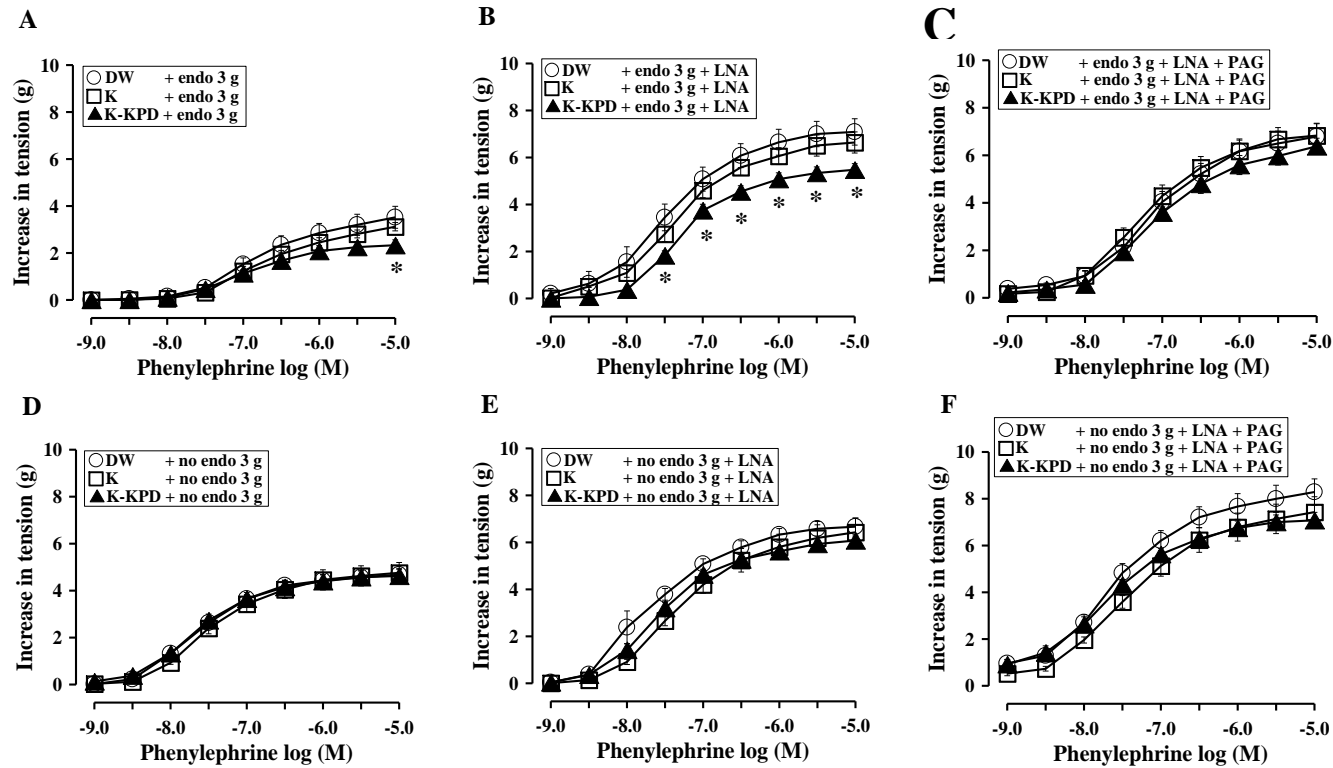 A
Increase in tension (g)
10
8
6
4
2
0
DW + endo 3 g
K + endo 3 g
K-KPD + endo 3 g
*
-9.0 -8.0 -7.0 -6.0 -5.0
Phenylephrine log (M)
B
Increase in tension (g)
10
8
6
4
2
0
DW + endo 3 g + LNA
K + endo 3 g + LNA
K-KPD + endo 3 g + LNA
* * * * * *
-9.0 -8.0 -7.0 -6.0 -5.0
Phenylephrine log (M)
C
Increase in tension (g)
10
8
6
4
2
0
DW + endo 3 g + LNA + PAG
K + endo 3 g + LNA + PAG
K-KPD + endo 3 g + LNA + PAG
-9.0 -8.0 -7.0 -6.0 -5.0
Phenylephrine log (M)
D
Increase in tension (g)
10
8
6
4
2
0
DW + no endo 3 g
K + no endo 3 g
K-KPD + no endo 3 g
-9.0 -8.0 -7.0 -6.0 -5.0
Phenylephrine log (M)
E
Increase in tension (g)
10
8
6
4
2
0
DW + no endo 3 g + LNA
K + no endo 3 g + LNA
K-KPD + no endo 3 g + LNA
-9.0 -8.0 -7.0 -6.0 -5.0
Phenylephrine log (M)
F
Increase in tension (g)
10
8
6
4
2
0
DW + no endo 3 g + LNA + PAG
K + no endo 3 g + LNA + PAG
K-KPD + no endo 3 g + LNA + PAG
-9.0 -8.0 -7.0 -6.0 -5.0
Phenylephrine log (M)